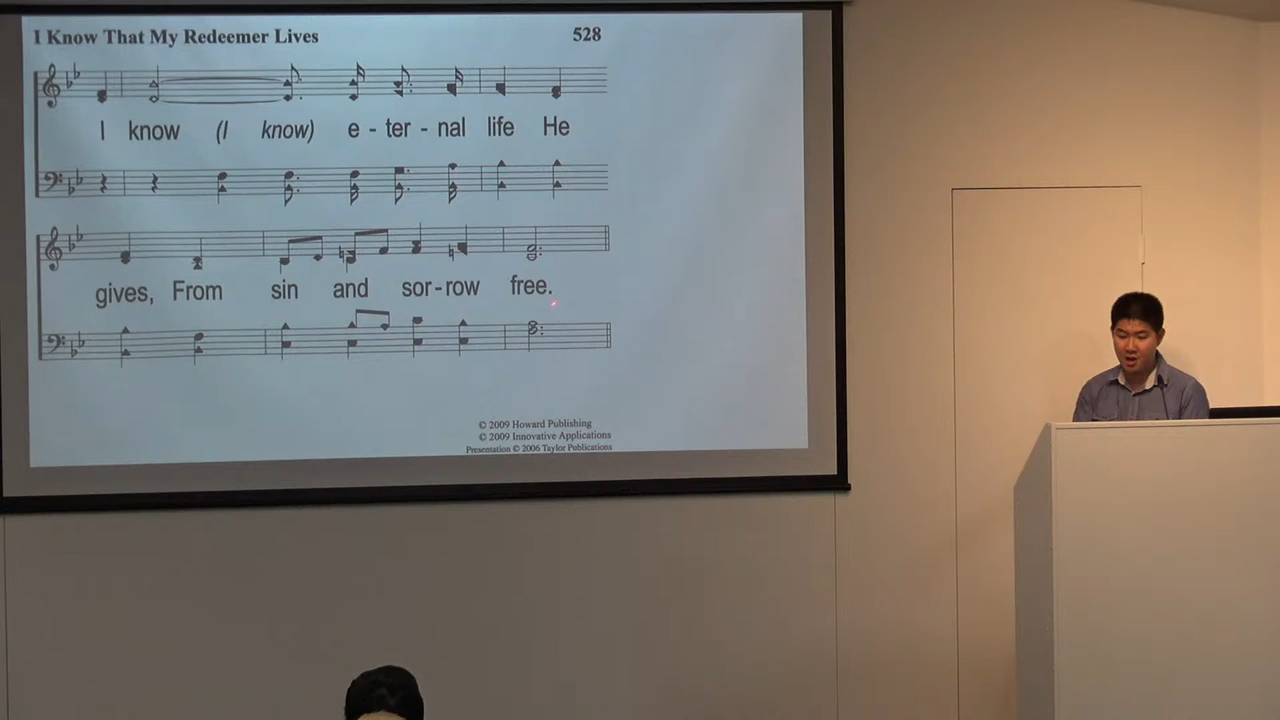 I Know That My Redeemer Lives 528
I know (I know) e - ter - nal life He
gives, From sin and sor - row free.
© 2009 Howard Publishing
© 2009 Innovative Applications
Presentation © 2006 Taylor Publications